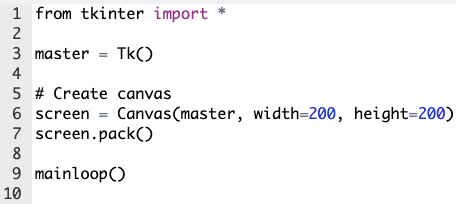 1 from tkinter import *
2
3 master = Tk()
4
5 # Create canvas
6 screen = Canvas(master, width=200, height=200)
7 screen.pack()
8
9 mainloop()
10